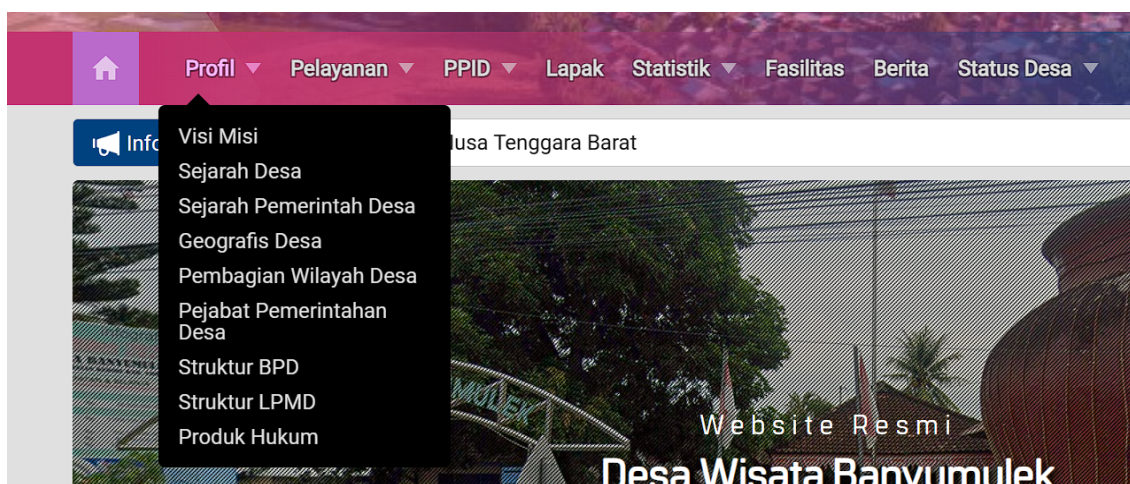 Profil Pelayanan PPID Lapak Statistik Fasilitas Berita Status Desa
Info usa Tenggara Barat
Visi Misi
Sejarah Desa
Sejarah Pemerintah Desa
Geografis Desa
Pembagian Wilayah Desa
Pejabat Pemerintahan
Desa
Struktur BPD
Struktur LPMD
Produk Hukum
MULEK
Website Resmi
Desa Wisata Banyumulek